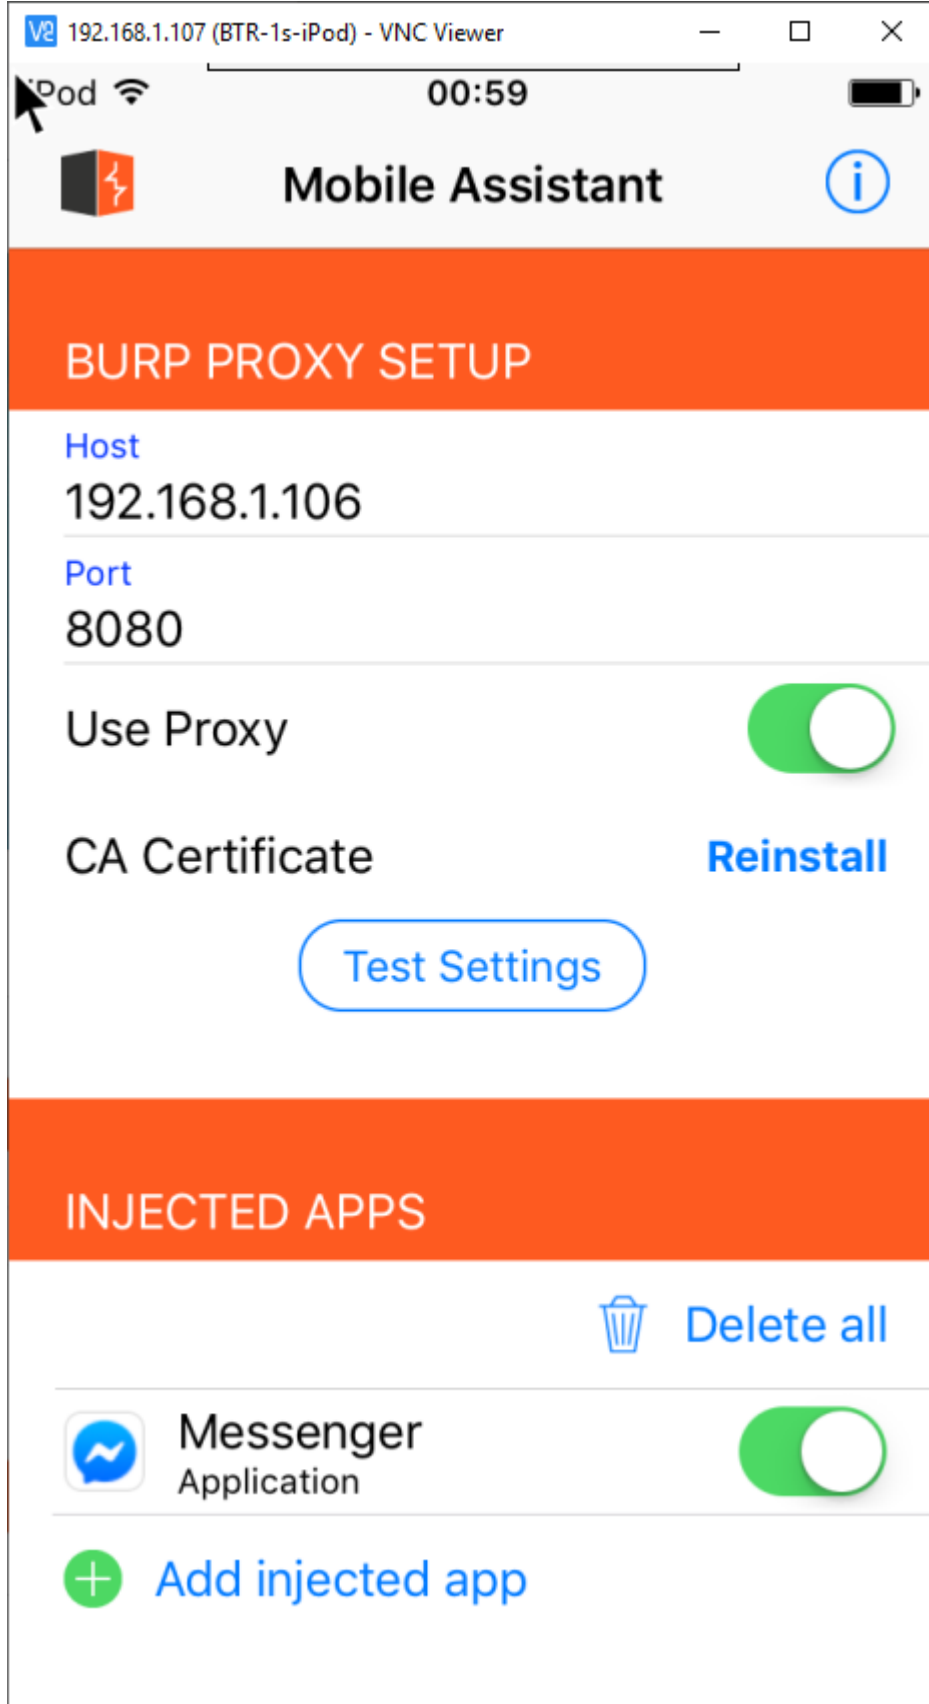 192.168.1.107 (BTR-1s-iPod) - VNC Viewer
Pod 00:59
Mobile Assistant
BURP PROXY SETUP
Host
192.168.1.106
Port
8080
Use Proxy
CA Certificate Reinstall
Test Settings
INJECTED APPS
Delete all
Messenger
Application
Add injected app